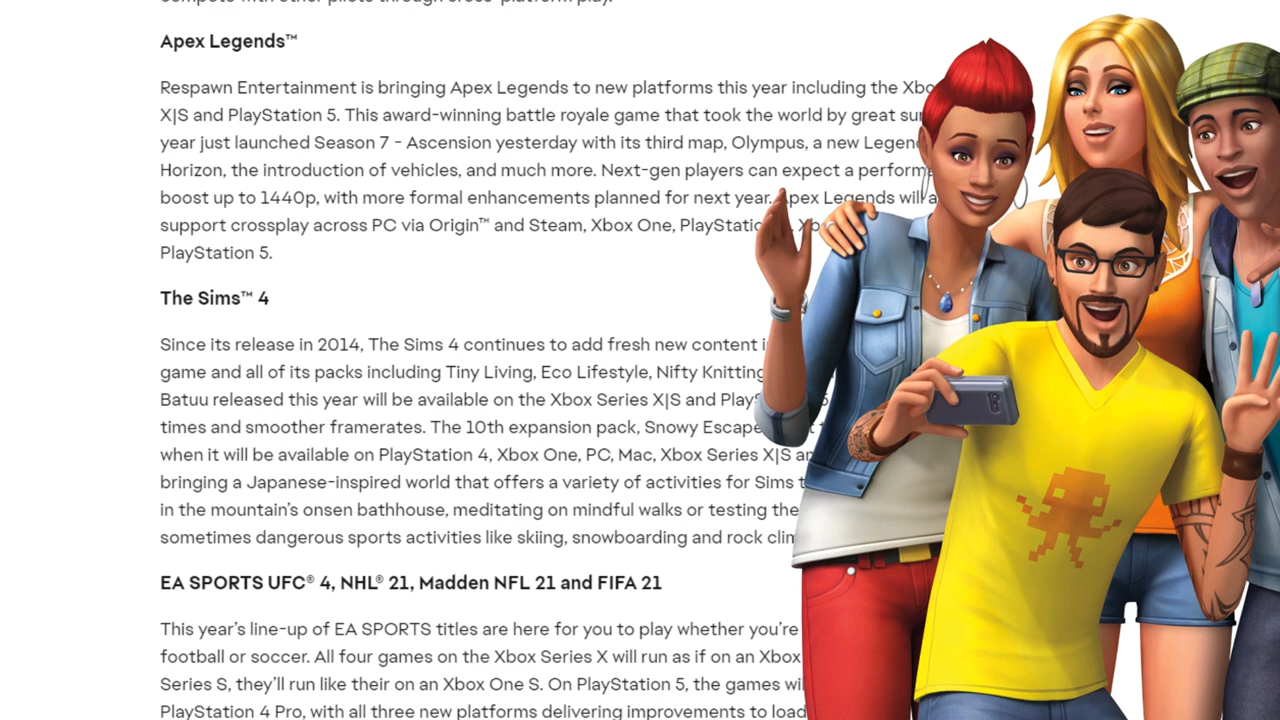 compete with other pilots through cross-platform play.
Apex Legends™
Respawn Entertainment is bringing Apex Legends to new platforms this year including the
X|S and PlayStation 5. This award-winning battle royale game that took the world by great
year just launched Season 7 - Ascension yesterday with its third map, Olympus, a new
Horizon, the introduction of vehicles, and much more. Next-gen players can expect a
boost up to 1440p, with more formal enhancements planned for next year. Apex Legends will
support crossplay across PC via Origin™ and Steam, Xbox One,
PlayStation 5.
The Sims™ 4
Since its release in 2014, The Sims 4 continues to add fresh new content
game and all of its packs including Tiny Living, Eco Lifestyle, Nifty Knitting
Batuu released this year will be available on the Xbox Series X|S and
times and smoother framerates. The 10th expansion pack, Snowy Escape
when it will be available on PlayStation 4, Xbox One, PC, Mac, Xbox Series X|S
bringing a Japanese-inspired world that offers a variety of activities for Sims
in the mountain's onsen bathhouse, meditating on mindful walks or testing the
sometimes dangerous sports activities like skiing, snowboarding and rock
EA SPORTS UFC® 4, NHL® 21, Madden NFL 21 and FIFA 21
This year's line-up of EA SPORTS titles are here for you to play whether you're
football or soccer. All four games on the Xbox Series X will run as if on an Xbox
Series S, they'll run like their on an Xbox One S. On PlayStation 5, the games
PlayStation 4 Pro, with all three new platforms delivering improvements to load